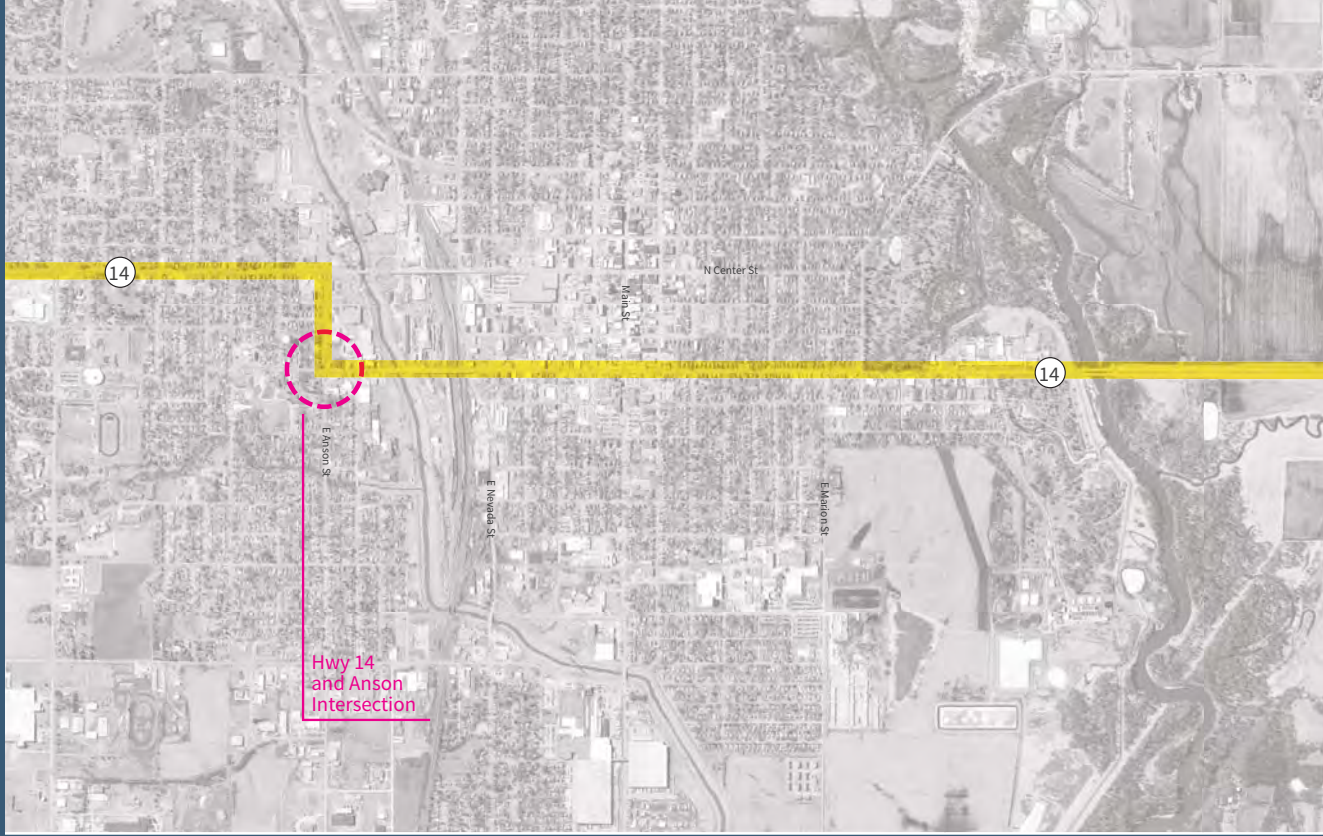 14
N Center St
Main St
14
E Anson St
E Nevada St
E Marion St
Hwy 14
and Anson
Intersection